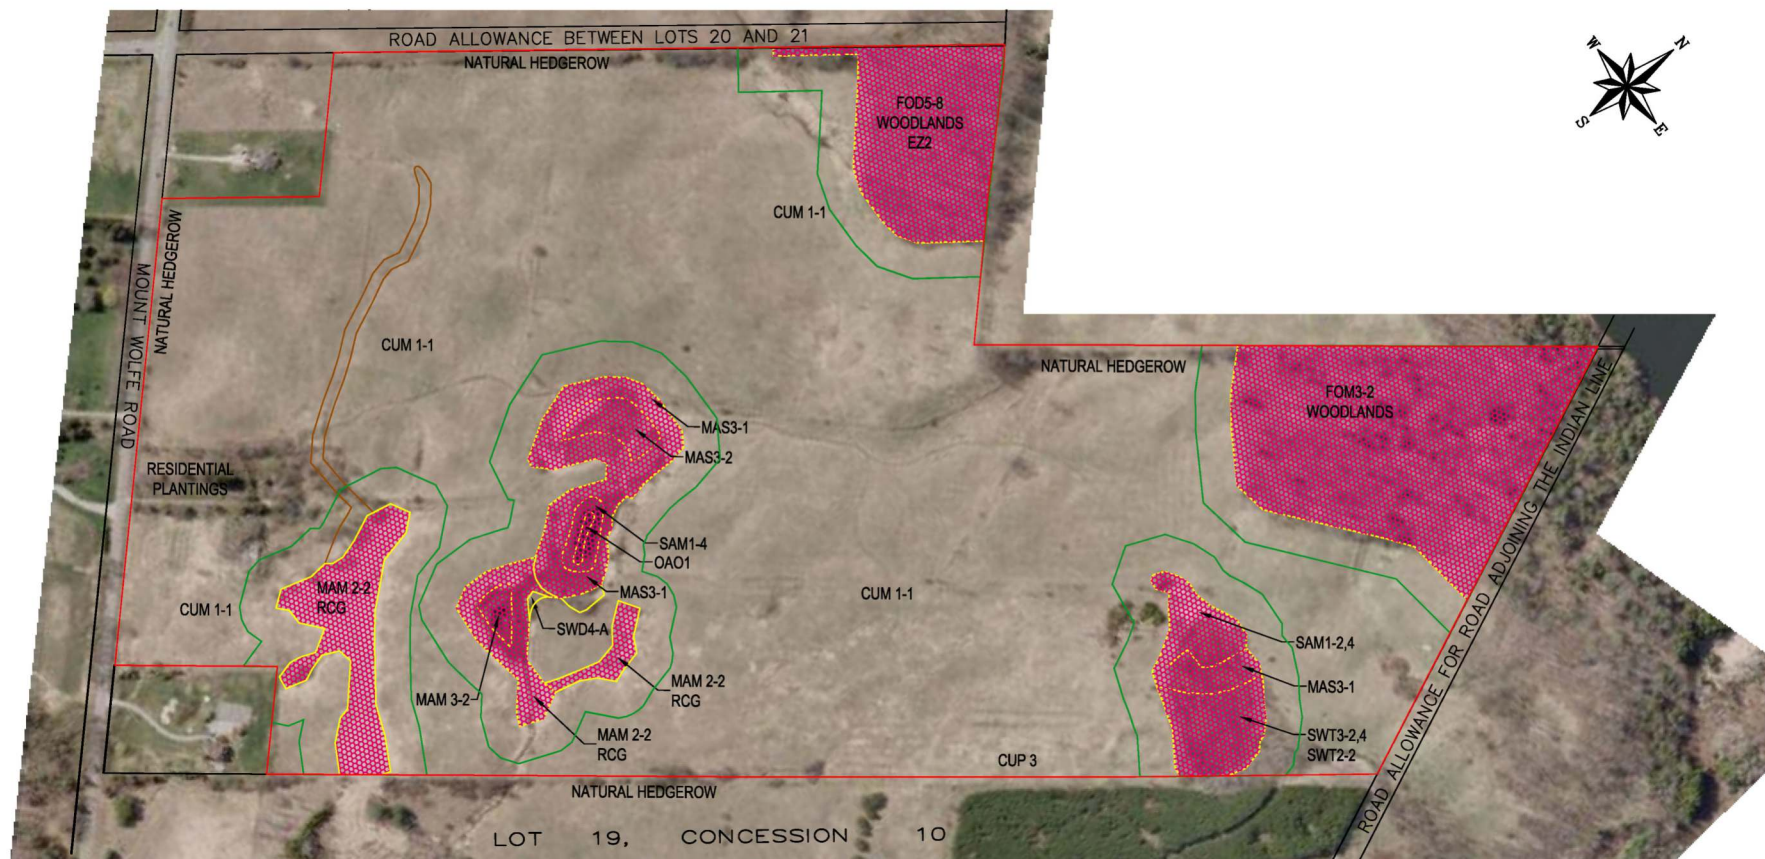 ROAD ALLOWANCE BETWEEN LOTS 20 AND 21
NATURAL HEDGEROW
W
N
S
E
FOD5-8
WOODLANDS
EZ2
CUM 1-1
NATURAL HEDGEROW
MOUNT WOLFE ROAD
CUM 1-1
NATURAL HEDGEROW
FOM3-2
WOODLANDS
ROAD ALLOWANCE FOR ROAD ADJOINING THE INDIAN LINE
MAS3-1
MAS3-2
RESIDENTIAL
PLANTINGS
SAM1-4
OAO1
MAS3-1
SWD4-A
MAM 2-2
RCG
CUM 1-1
CUM 1-1
SAM1-2,4
MAS3-1
MAM 3-2
MAM 2-2
RCG
MAM 2-2
RCG
SWT3-2,4
SWT2-2
CUP 3
NATURAL HEDGEROW
LOT 19, CONCESSION 10